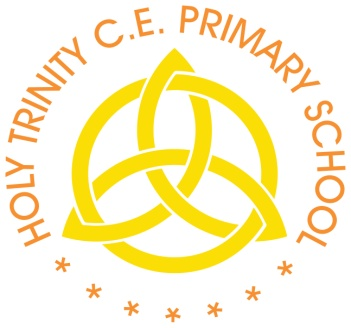 HOLY TRINITY C.E. PRIMARY SCHOOL
* * * * * * *